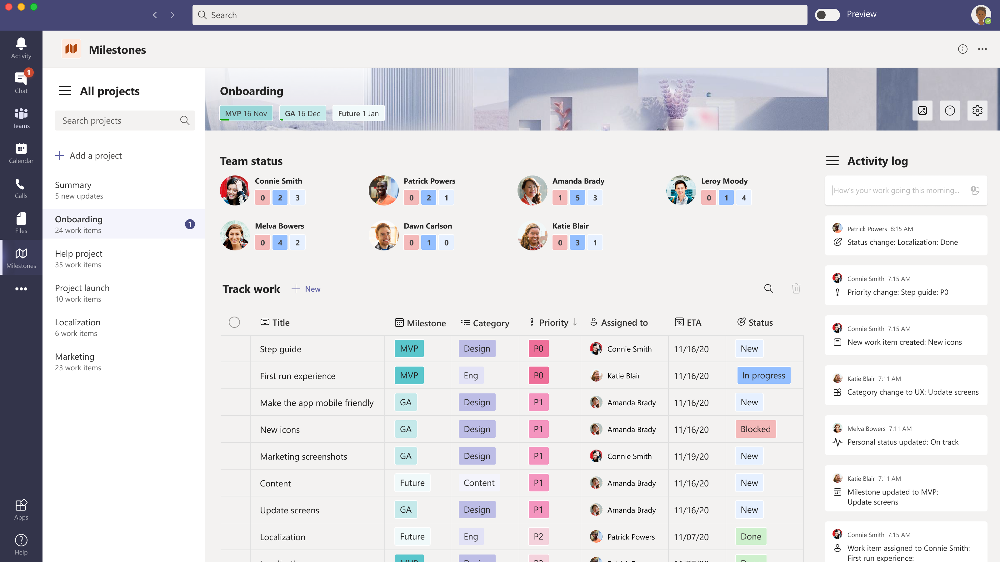 Search
Preview
Activity
1
Chat
Teams
Calendar
Calls
Files
Milestones
Apps
Help
Milestones
All projects
Search projects
Add a project
Summary
5 new updates
Onboarding
24 work items
1
Help project
35 work items
Project launch
10 work items
Localization
6 work items
Marketing
23 work items
Onboarding
MVP 16 Nov
GA 16 Dec
Future 1 Jan
Team status
Connie Smith
0 2 3
Patrick Powers
0 2 1
Amanda Brady
1 5 3
Leroy Moody
0 1 4
Melva Bowers
0 4 2
Dawn Carlson
0 1 0
Katie Blair
0 3 1
Track work
New
Title Milestone Category Priority Assigned to 18 ETA Status
Step guide MVP Design P0 Connie Smith 11/16/20 New
First run experience MVP Eng P0 Katie Blair 11/16/20 In progress
Make the app mobile friendly GA Design P1 Amanda Brady 11/16/20 New
New icons GA Design P1 Amanda Brady 11/16/20 Blocked
Marketing screenshots GA Design P1 Connie Smith 11/19/20 New
Content Future Content P1 Amanda Brady 11/16/20 New
Update screens GA Design P1 Amanda Brady 11/16/20 New
Localization Future Eng P2 Patrick Powers 11/07/20 Done
Activity log
How's your work going this morning...
Patrick Powers 8:15 AM
Status change: Localization: Done
Connie Smith 7:15 AM
Priority change: Step guide: P0
Connie Smith 7:15 AM
New work item created: New icons
Katie Blair 7:11 AM
Category change to UX: Update screens
Melva Bowers 7:11 AM
Personal status updated: On track
Katie Blair 7:11 AM
Milestone updated to MVP:
Update screens
Connie Smith 7:15 AM
Work item assigned to Connie Smith:
First run experience: